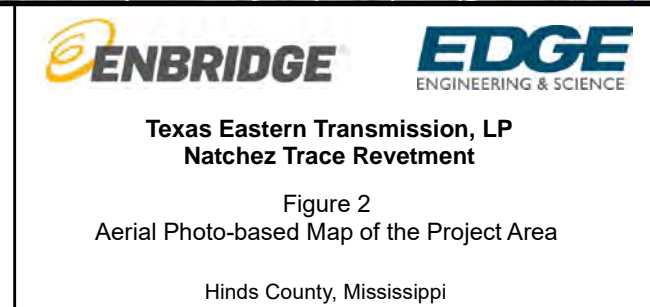 ENBRIDGE
EDGE
ENGINEERING & SCIENCE
Texas Eastern Transmission, LP
Natchez Trace Revetment
Figure 2
Aerial Photo-based Map of the Project Area
Hinds County, Mississippi